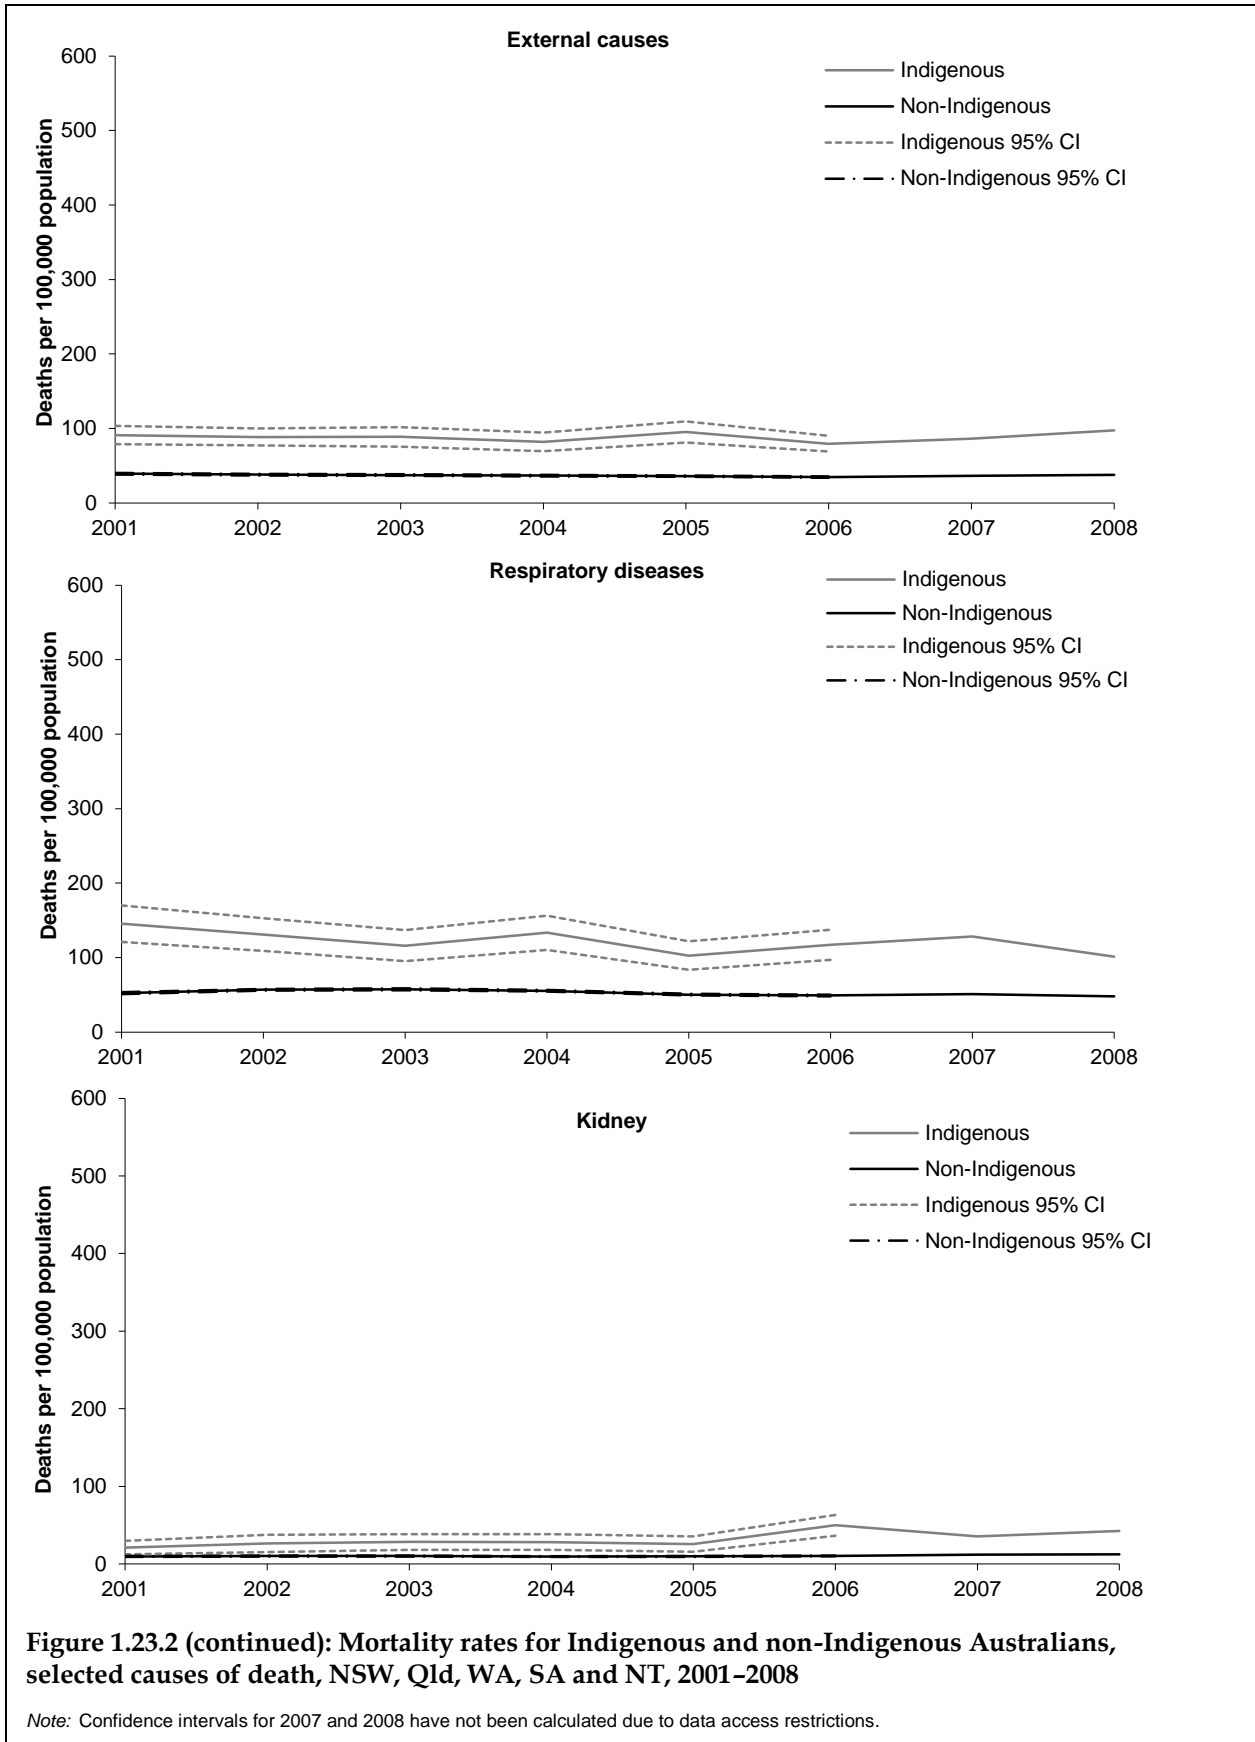 External causes
600
500
400
300
200
100
0
Deaths per 100,000 population
2001 2002 2003 2004 2005 2006 2007 2008
Indigenous
Non-Indigenous
Indigenous 95% CI
Non-Indigenous 95% CI
Respiratory diseases
600
500
400
300
200
100
0
Deaths per 100,000 population
2001 2002 2003 2004 2005 2006 2007 2008
Indigenous
Non-Indigenous
Indigenous 95% CI
Non-Indigenous 95% CI
Kidney
600
500
400
300
200
100
0
Deaths per 100,000 population
2001 2002 2003 2004 2005 2006 2007 2008
Indigenous
Non-Indigenous
Indigenous 95% CI
Non-Indigenous 95% CI
Figure 1.23.2 (continued): Mortality rates for Indigenous and non-Indigenous Australians,
selected causes of death, NSW, Qld, WA, SA and NT, 2001–2008
Note: Confidence intervals for 2007 and 2008 have not been calculated due to data access restrictions.